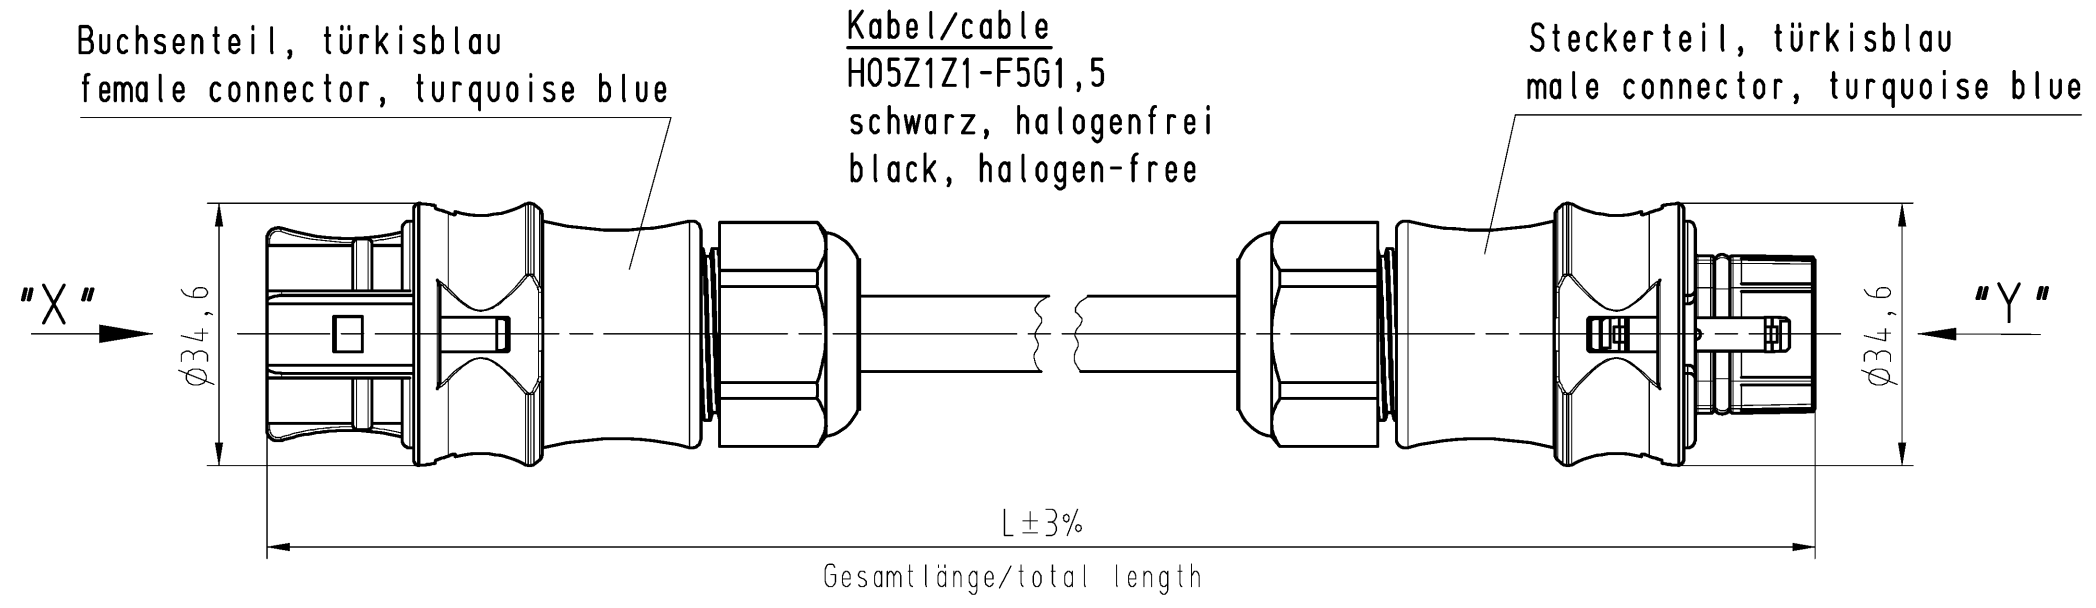 Buchsenteil, türkisblau
female connector, turquoise blue
Kabel/cable
H05Z1Z1-F5G1,5
schwarz, halogenfrei
black, halogen-free
Steckerteil, türkisblau
male connector, turquoise blue
"X"
ø34,6
ø34,6
"Y"
L±3%
Gesamtlänge/total length